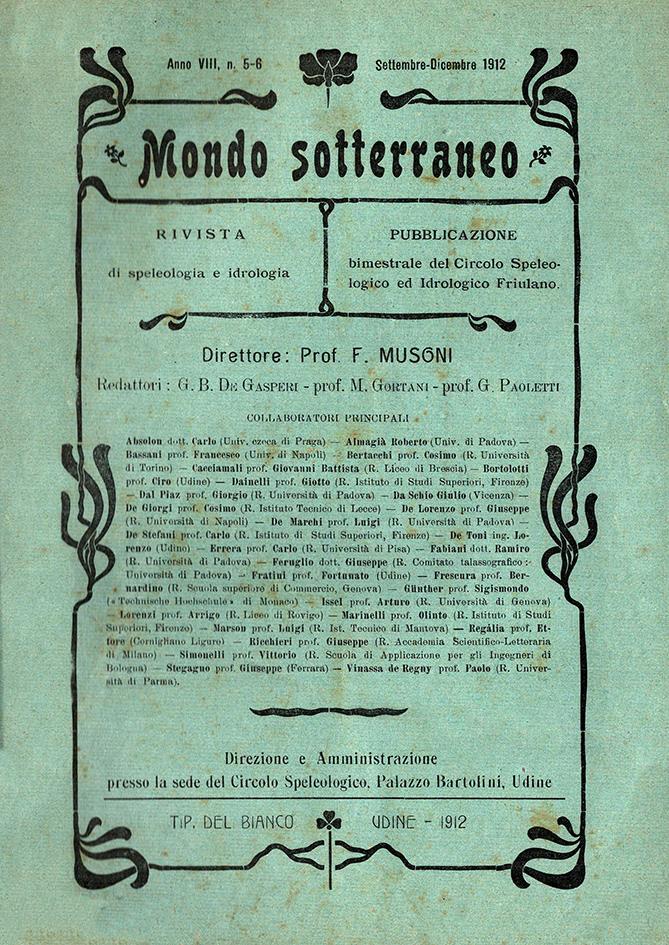 Anno VIII, n. 5-6
Settembre-Dicembre 1912
Mondo sotterraneo
RIVISTA
di speleologia e idrologia
PUBBLICAZIONE
bimestrale del Circolo Speleo-
logico ed Idrologico Friulano.
Direttore: Prof. F. MUSONI
Redattori: G. B. De Gasperi - prof. M. Gortani - prof. G. Paoletti
COLLABORATORI PRINCIPALI
Absolon dott. Carlo (Univ. czeca di Praga) — Almagià Roberto (Univ. di Padova) —
Bassani prof. Francesco (Univ. di Napoli) — Bertacchi prof. Cosimo (R. Università
di Torino) — Cacciamali prof. Giovanni Battista (R. Liceo di Brescia) — Bortolotti
prof. Ciro (Udine) — Dainelli prof. Giotto (R. Istituto di Studi Superiori, Firenze)
— Dal Piaz prof. Giorgio (R. Università di Padova) — Da Schio Giulio (Vicenza) —
De Giorgi prof. Cosimo (R. Istituto Tecnico di Lecce) — De Lorenzo prof. Giuseppe
(R. Università di Napoli) — De Marchi prof. Luigi (R. Università di Padova) —
De Stefani prof. Carlo (R. Istituto di Studi Superiori, Firenze) — De Toni ing. Lo-
renzo (Udine) — Errera prof. Carlo (R. Università di Pisa) — Fabiani dott. Ramiro
(R. Università di Padova) — Feruglio dott. Giuseppe (R. Comitato talassografico :-
Università di Padova) — Fratini prof. Fortunato (Udine) — Frescura prof. Ber-
nardino (R. Scuola superiore di Commercio, Genova) — Günther prof. Sigismondo
(«Technische Hochschule» di Monaco) — Issel prof. Arturo (R. Università di Genova)
— Lorenzi prof. Arrigo (R. Liceo di Rovigo) — Marinelli prof. Olinto (R. Istituto di Studi
Superiori, Firenze) — Marson prof. Luigi (R. Ist. Tecnico di Mantova) — Regàlia prof. Et-
tore (Cornigliano Ligure) — Ricchieri prof. Giuseppe (R. Accademia Scientifico-Letteraria
di Milano) — Simonelli prof. Vittorio (R. Scuola di Applicazione per gli Ingegneri di
Bologna) — Stegagno prof. Giuseppe (Ferrara) — Vinassa de Regny prof. Paolo (R. Univer-
sità di Parma).
Direzione e Amministrazione
presso la sede del Circolo Speleologico, Palazzo Bartolini, Udine
TIP. DEL BIANCO
UDINE - 1912